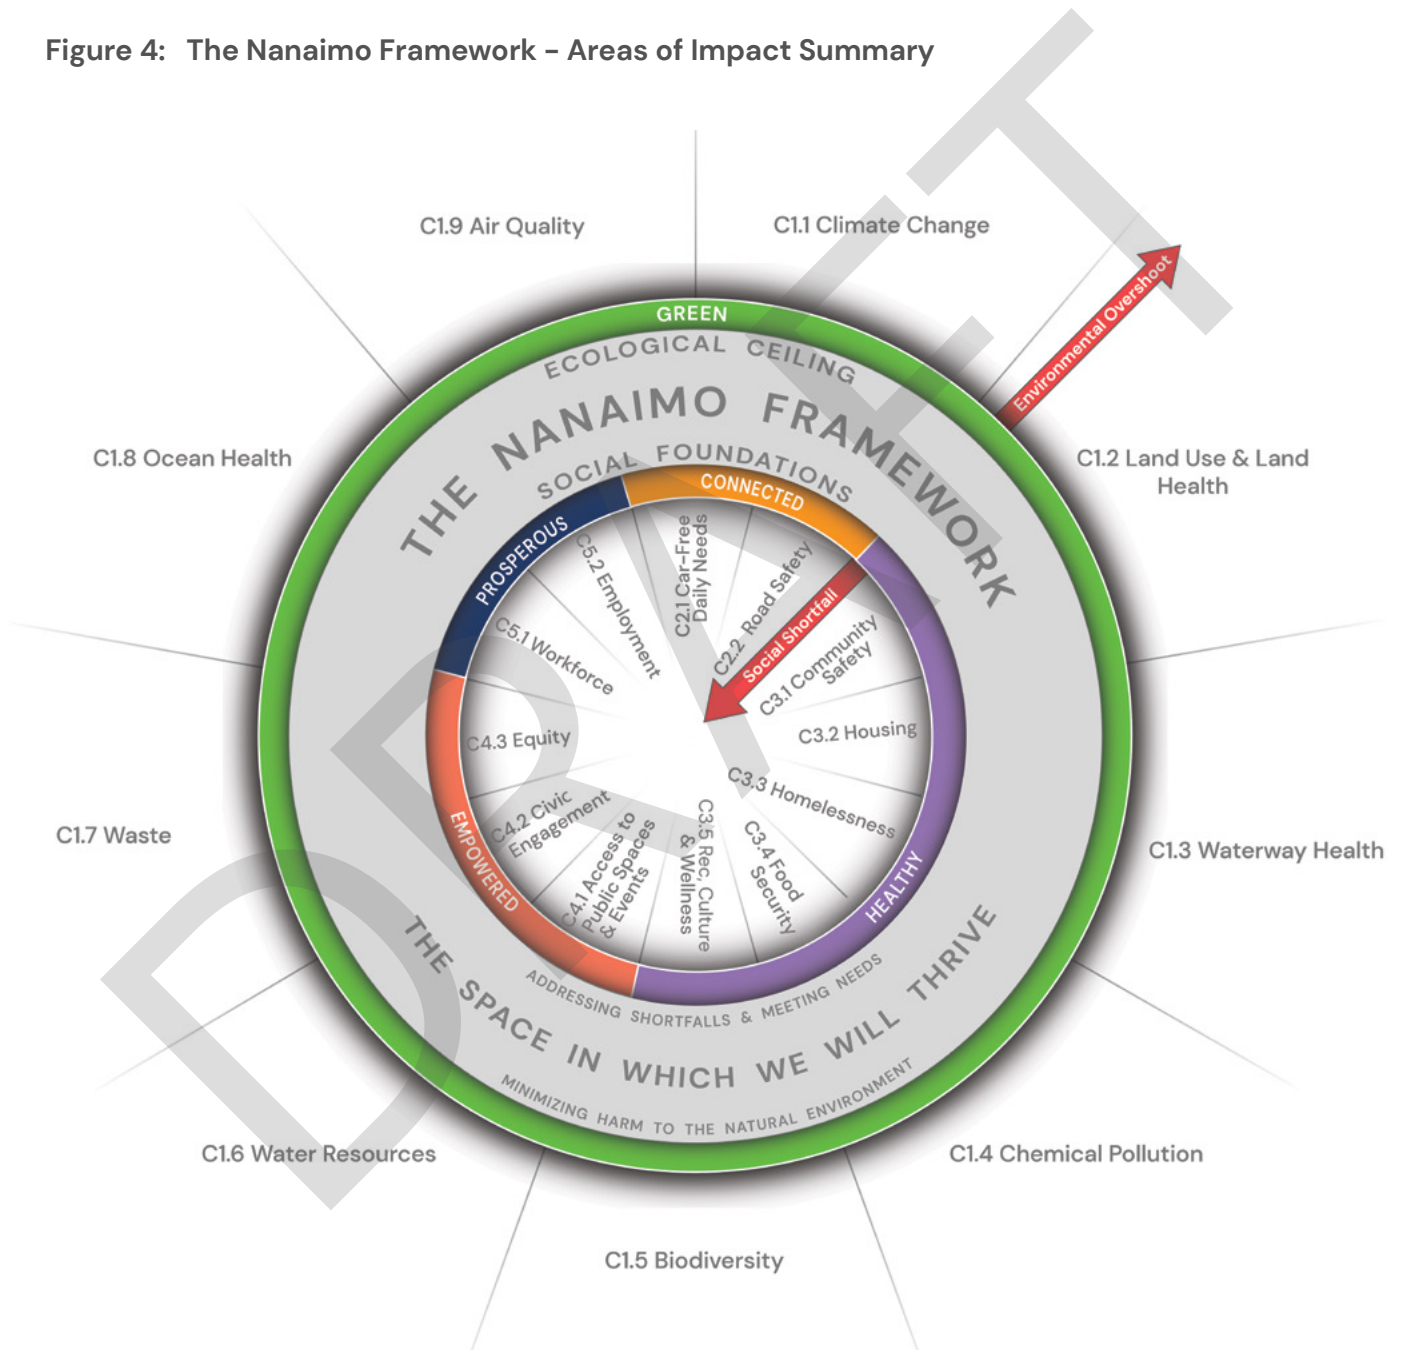 Figure 4: The Nanaimo Framework – Areas of Impact Summary
C1.9 Air Quality
C1.1 Climate Change
Environmental Overshoot
GREEN
ECOLOGICAL CEILING
THE NANAIMO FRAMEWORK
SOCIAL FOUNDATIONS
C1.8 Ocean Health
C1.2 Land Use & Land
Health
CONNECTED
PROSPEROUS
C5.2 Employment
C2.1 Car-Free
Daily Needs
C2.2 Road Safety
Social Shortfall
C5.1 Workforce
C3.1 Community
Safety
C4.3 Equity
C3.2 Housing
C3.3 Homelessness
C4.2 Civic
Engagement
C4.1 Access to
Public Spaces
& Events
C3.5 Rec, Culture
& Wellness
C3.4 Food
Security
EMPOWERED
HEALTHY
C1.7 Waste
C1.3 Waterway Health
ADDRESSING SHORTFALLS & MEETING NEEDS
THE SPACE IN WHICH WE WILL THRIVE
MINIMIZING HARM TO THE NATURAL ENVIRONMENT
C1.6 Water Resources
C1.4 Chemical Pollution
C1.5 Biodiversity
DRAFT